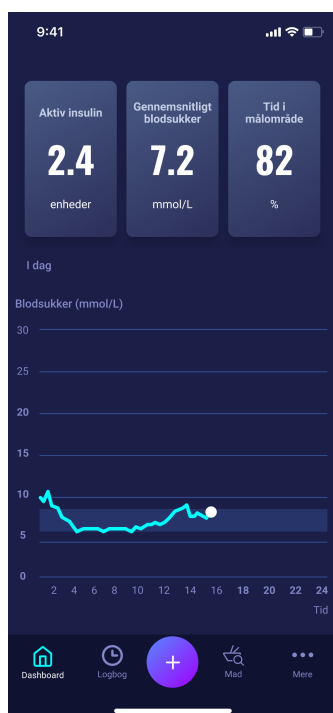 9:41
Aktiv insulin
2.4
enheder
Gennemsnitligt
blodsukker
7.2
mmol/L
Tid i
målområde
82
%
I dag
Blodsukker (mmol/L)
30
25
20
15
10
5
0
2 4 6 8 10 12 14 16 18 20 22 24
Tid
Dashboard
Logbog
+
Mad
Mere